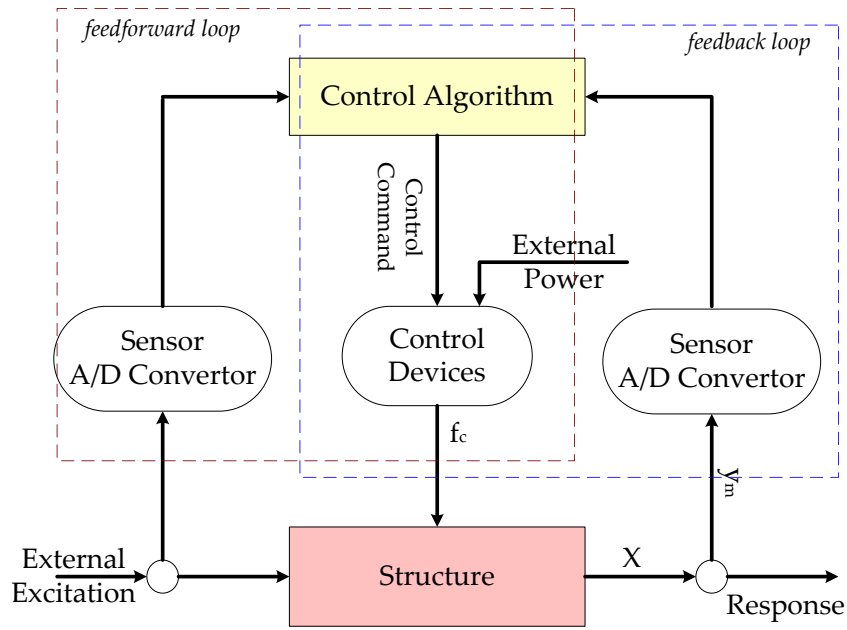 feedforward loop
feedback loop
Control Algorithm
Control
Command
External
Power
Sensor
A/D Convertor
Control
Devices
Sensor
A/D Convertor
fc
ym
External
Excitation
Structure
X
Response